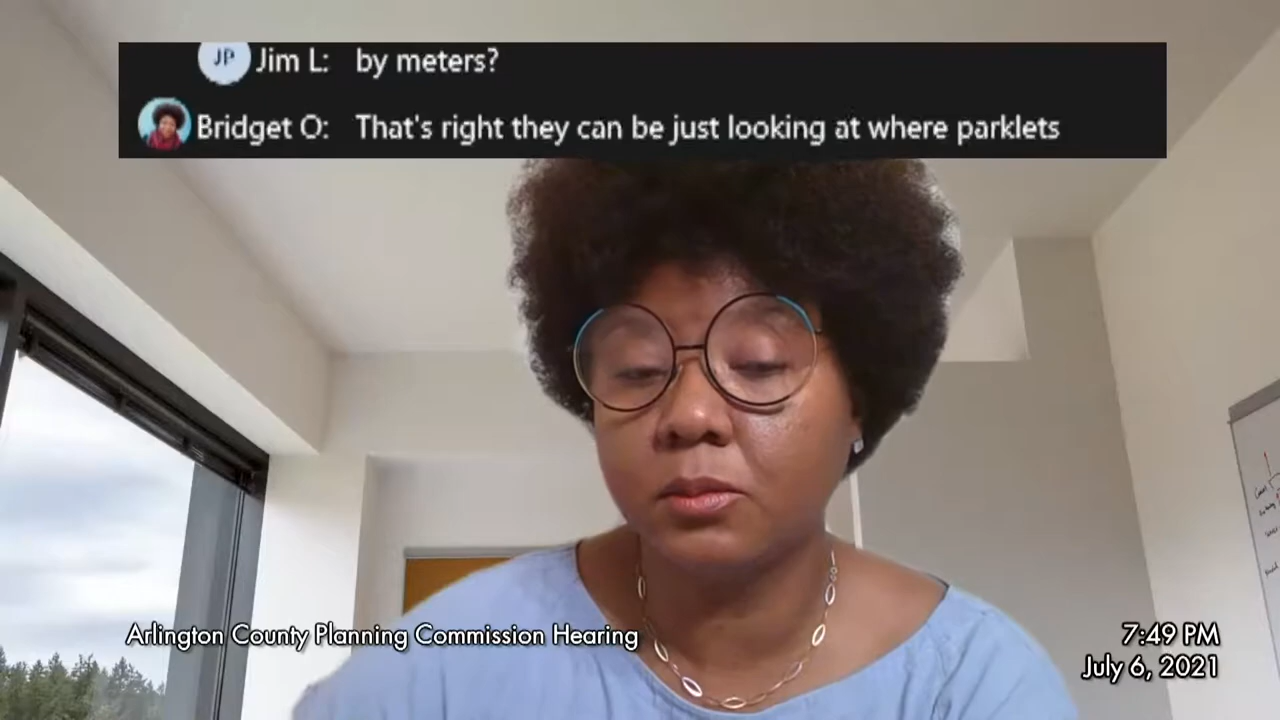 JP Jim L: by meters?
Bridget O: That's right they can be just looking at where parklets
Arlington County Planning Commission Hearing
7:49 PM
July 6, 2021